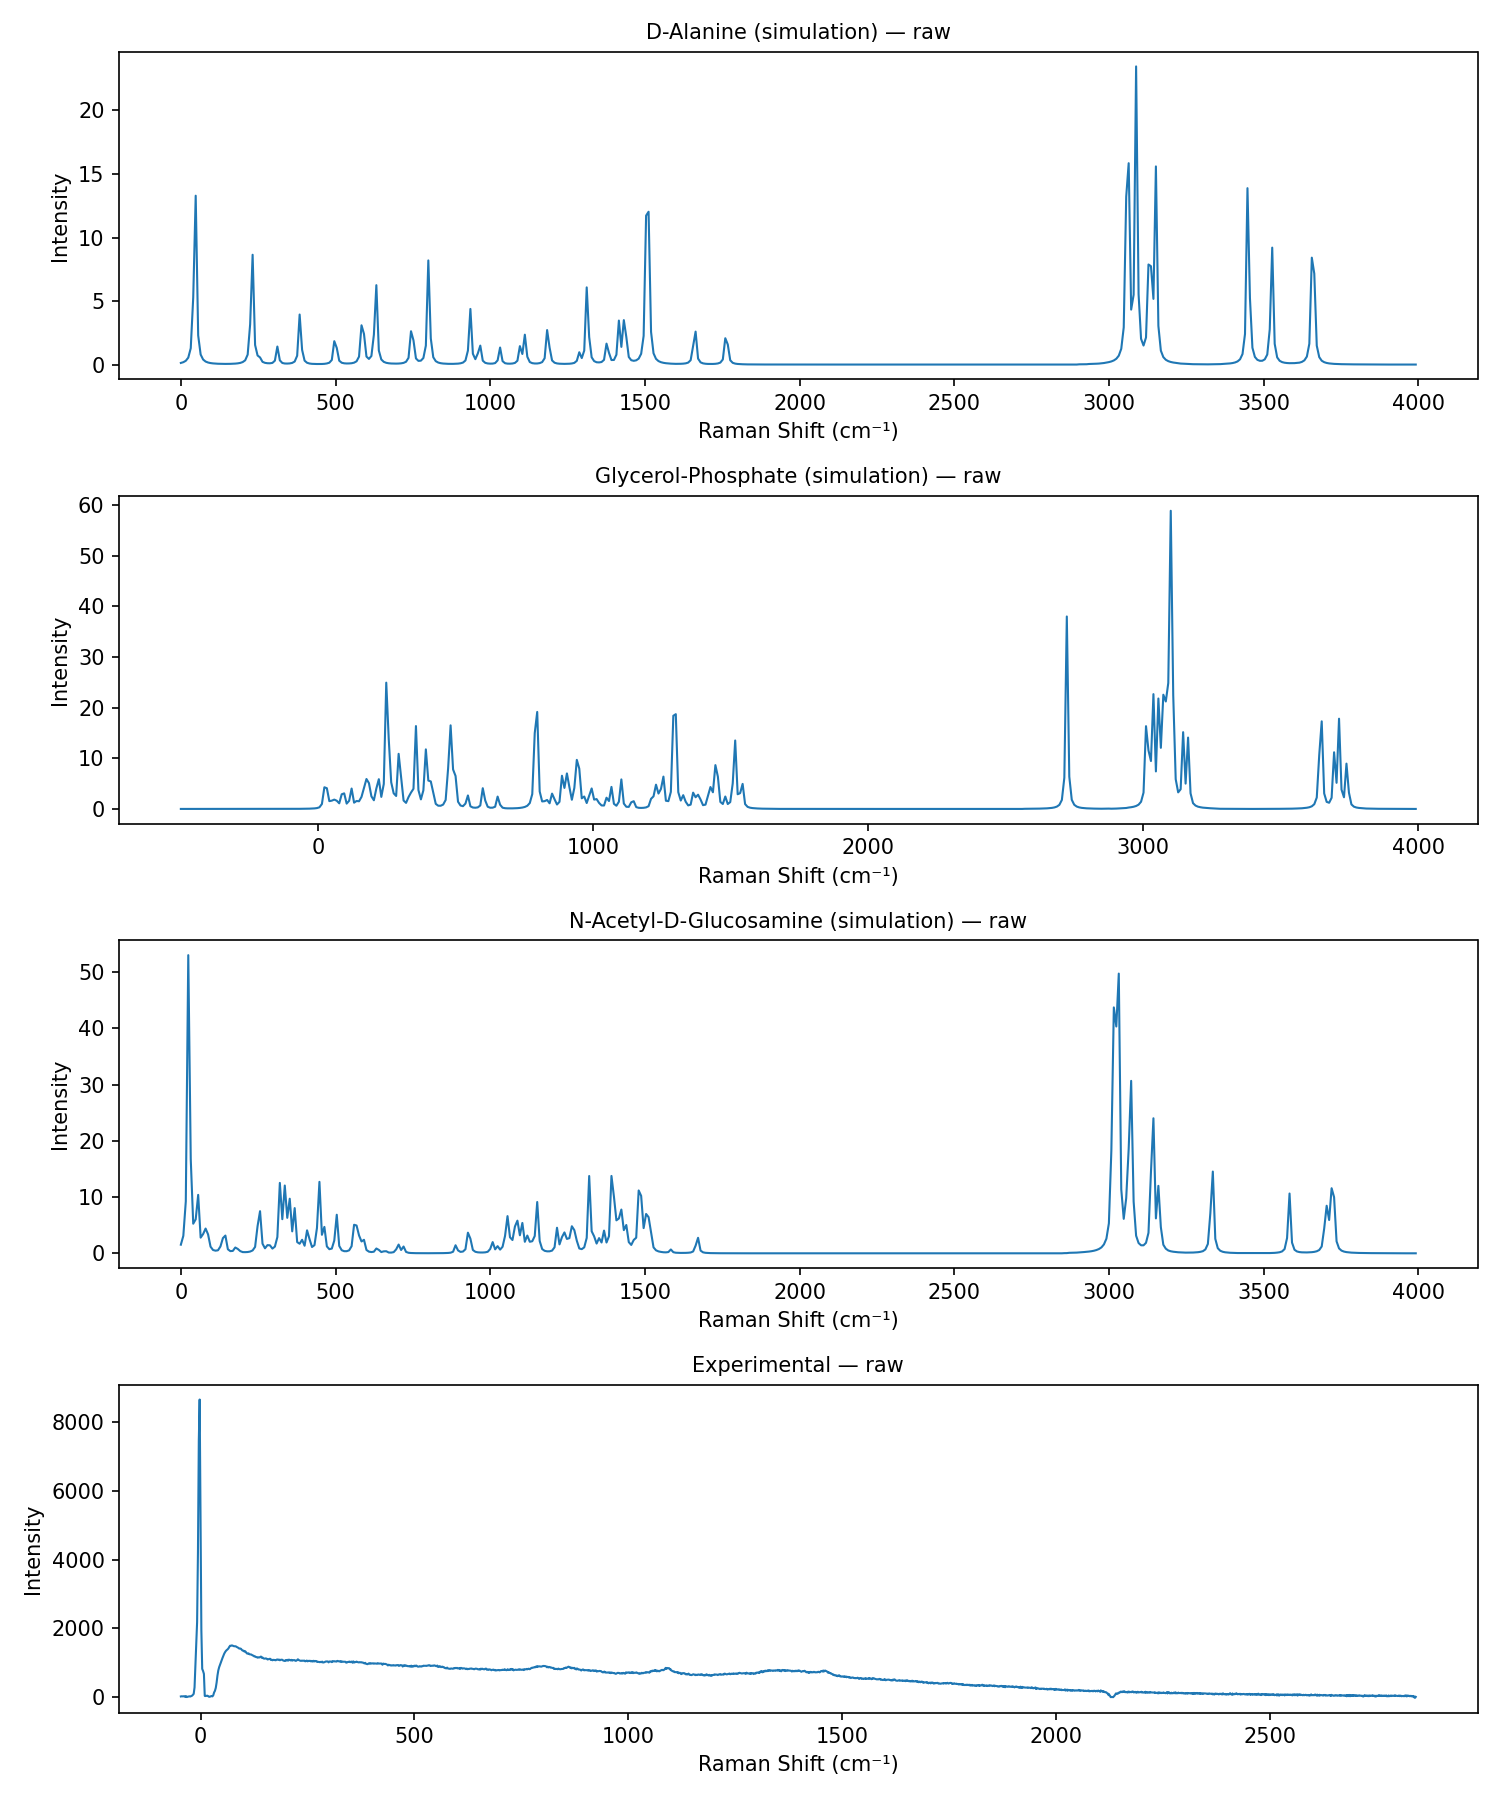 D-Alanine (simulation) — raw
Intensity
20
15
10
5
0
0 500 1000 1500 2000 2500 3000 3500 4000
Raman Shift (cm⁻¹)
Glycerol-Phosphate (simulation) — raw
Intensity
60
50
40
30
20
10
0
0 1000 2000 3000 4000
Raman Shift (cm⁻¹)
N-Acetyl-D-Glucosamine (simulation) — raw
Intensity
50
40
30
20
10
0
0 500 1000 1500 2000 2500 3000 3500 4000
Raman Shift (cm⁻¹)
Experimental — raw
Intensity
8000
6000
4000
2000
0
0 500 1000 1500 2000 2500
Raman Shift (cm⁻¹)